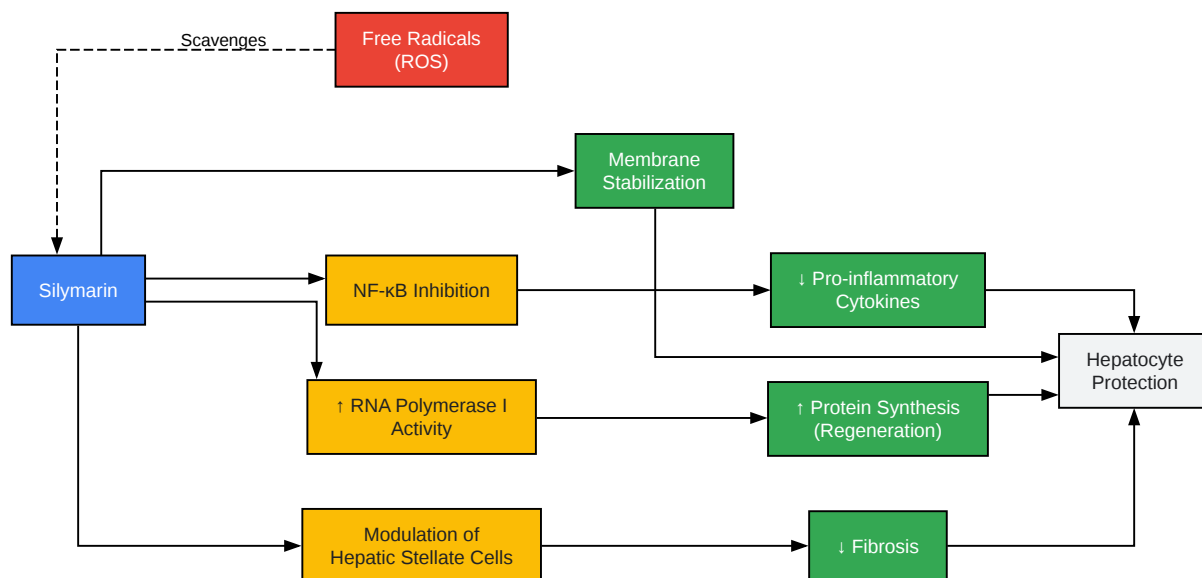 Scavenges
Free Radicals
(ROS)
Membrane
Stabilization
Silymarin
NF-κB Inhibition
↓ Pro-inflammatory
Cytokines
Hepatocyte
Protection
↑ RNA Polymerase I
Activity
↑ Protein Synthesis
(Regeneration)
Modulation of
Hepatic Stellate Cells
↓ Fibrosis